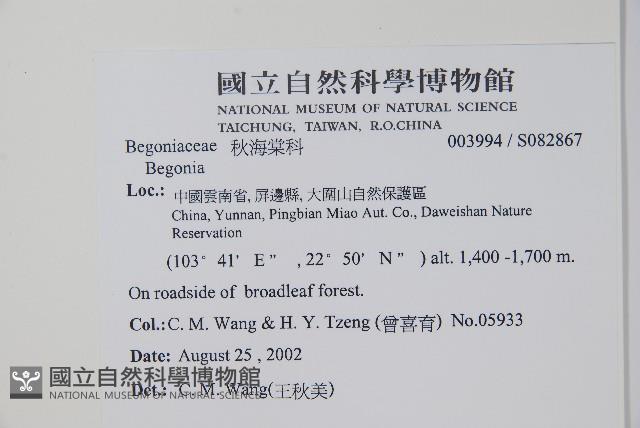 國立自然科學博物館
NATIONAL MUSEUM OF NATURAL SCIENCE
TAICHUNG, TAIWAN, R.O.CHINA
Begoniaceae 秋海棠科 003994 / S082867
Begonia
Loc.: 中國雲南省, 屏邊縣, 大圍山自然保護區
China, Yunnan, Pingbian Miao Aut. Co., Daweishan Nature
Reservation
(103° 41' E " , 22° 50' N " ) alt. 1,400 -1,700 m.
On roadside of broadleaf forest.
Col.: C. M. Wang & H. Y. Tzeng (曾喜育) No.05933
Date: August 25 , 2002
Det.: C. M. Wang(王秋美)
國立自然科學博物館
NATIONAL MUSEUM OF NATURAL SCIENCE